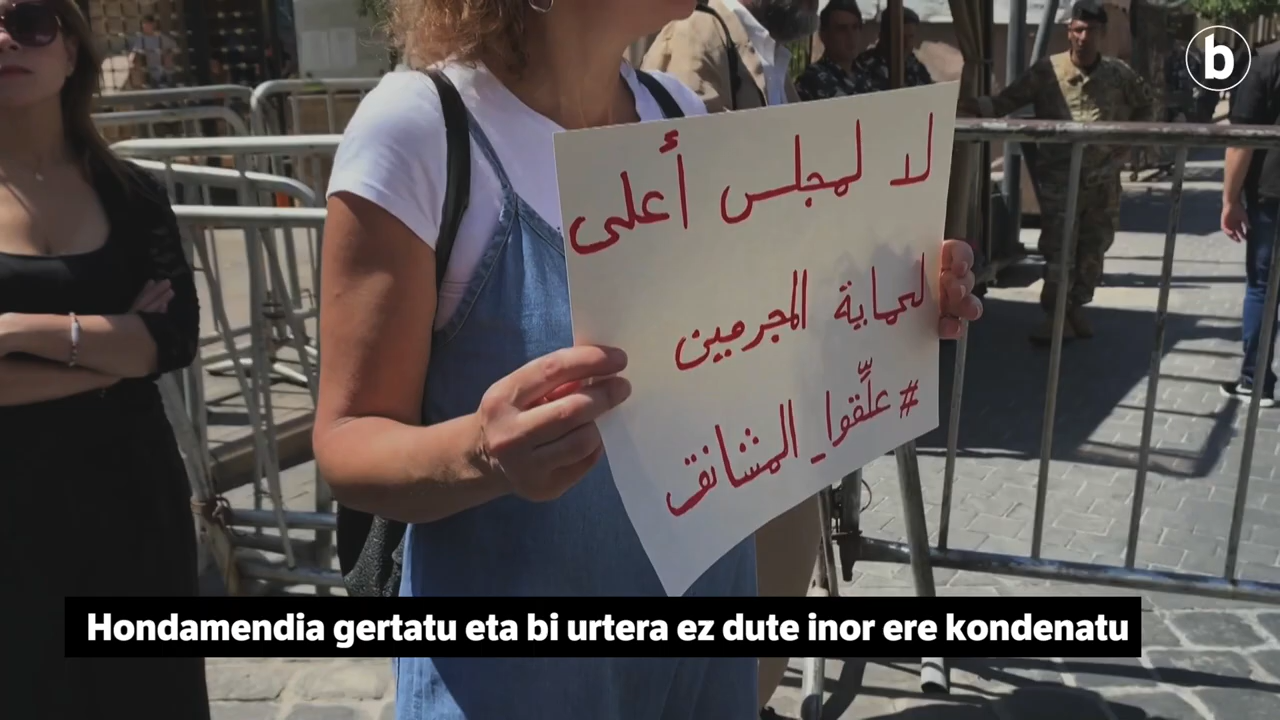 b
لا لمجلس أعلى
لحماية المجرمين
#علِّقوا_المشانق
Hondamendia gertatu eta bi urtera ez dute inor ere kondenatu